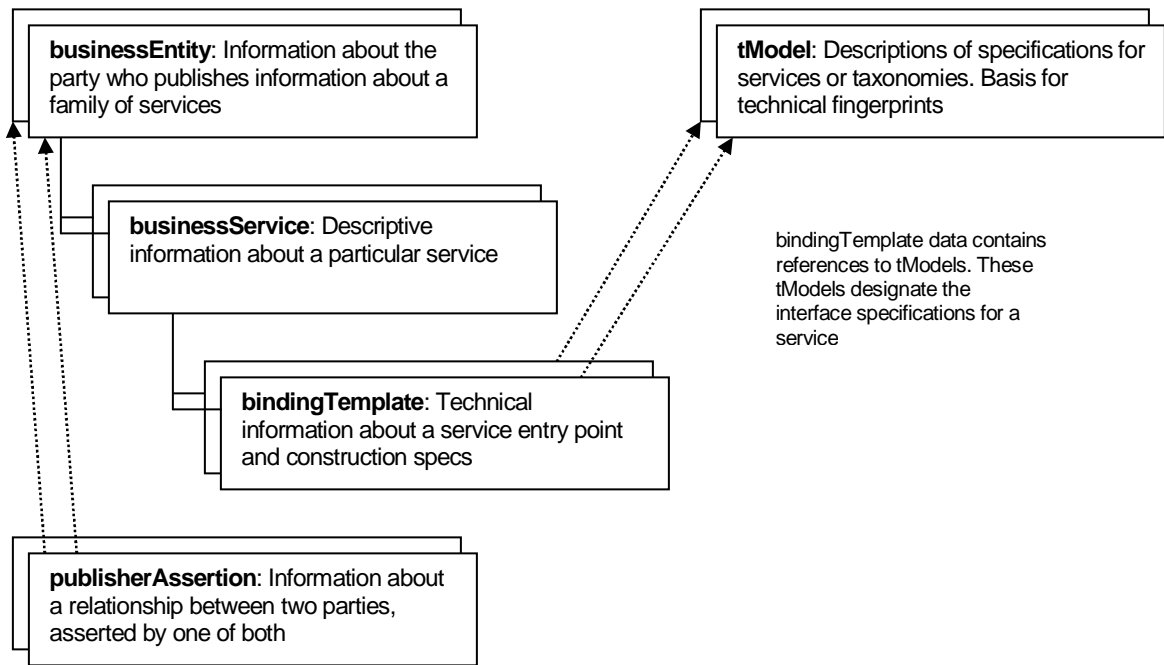 businessEntity: Information about the
party who publishes information about a
family of services
tModel: Descriptions of specifications for
services or taxonomies. Basis for
technical fingerprints
businessService: Descriptive
information about a particular service
bindingTemplate data contains
references to tModels. These
tModels designate the
interface specifications for a
service
bindingTemplate: Technical
information about a service entry point
and construction specs
publisherAssertion: Information about
a relationship between two parties,
asserted by one of both